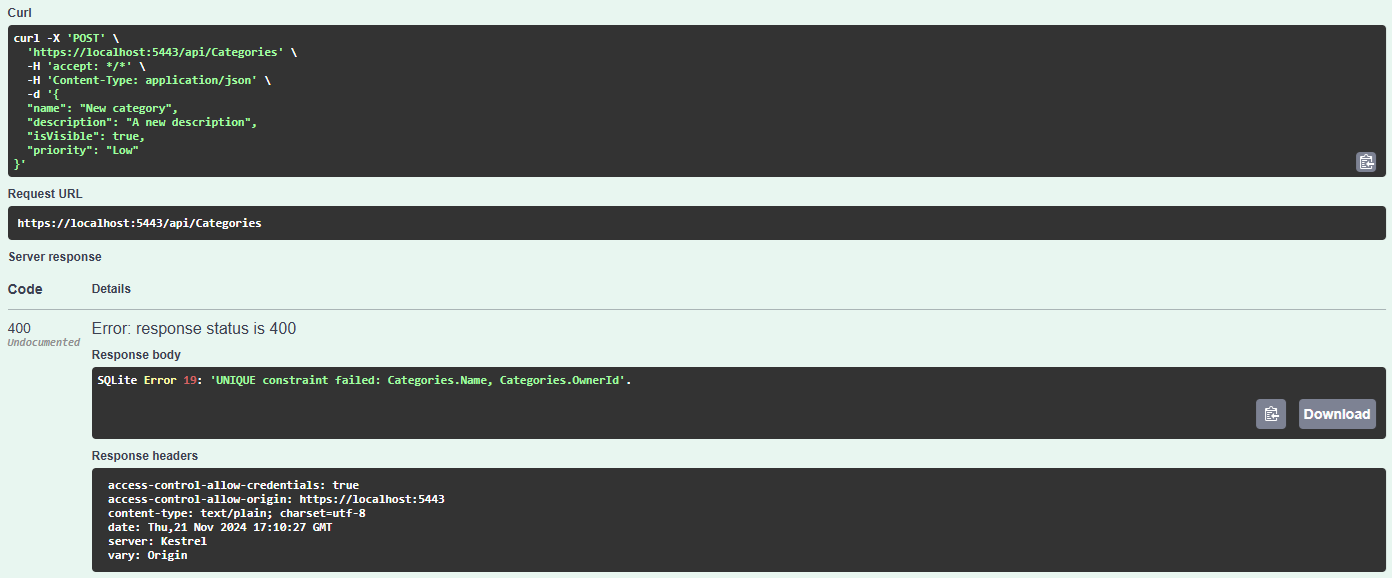 Curl
curl -X 'POST' \
  'https://localhost:5443/api/Categories' \
  -H 'accept: */*' \
  -H 'Content-Type: application/json' \
  -d '{
  "name": "New category",
  "description": "A new description",
  "isVisible": true,
  "priority": "Low"
}'
Request URL
https://localhost:5443/api/Categories
Server response
Code Details
400 Error: response status is 400
Undocumented
Response body
SQLite Error 19: 'UNIQUE constraint failed: Categories.Name, Categories.OwnerId'.
Download
Response headers
access-control-allow-credentials: true
access-control-allow-origin: https://localhost:5443
content-type: text/plain; charset=utf-8
date: Thu,21 Nov 2024 17:10:27 GMT
server: Kestrel
vary: Origin